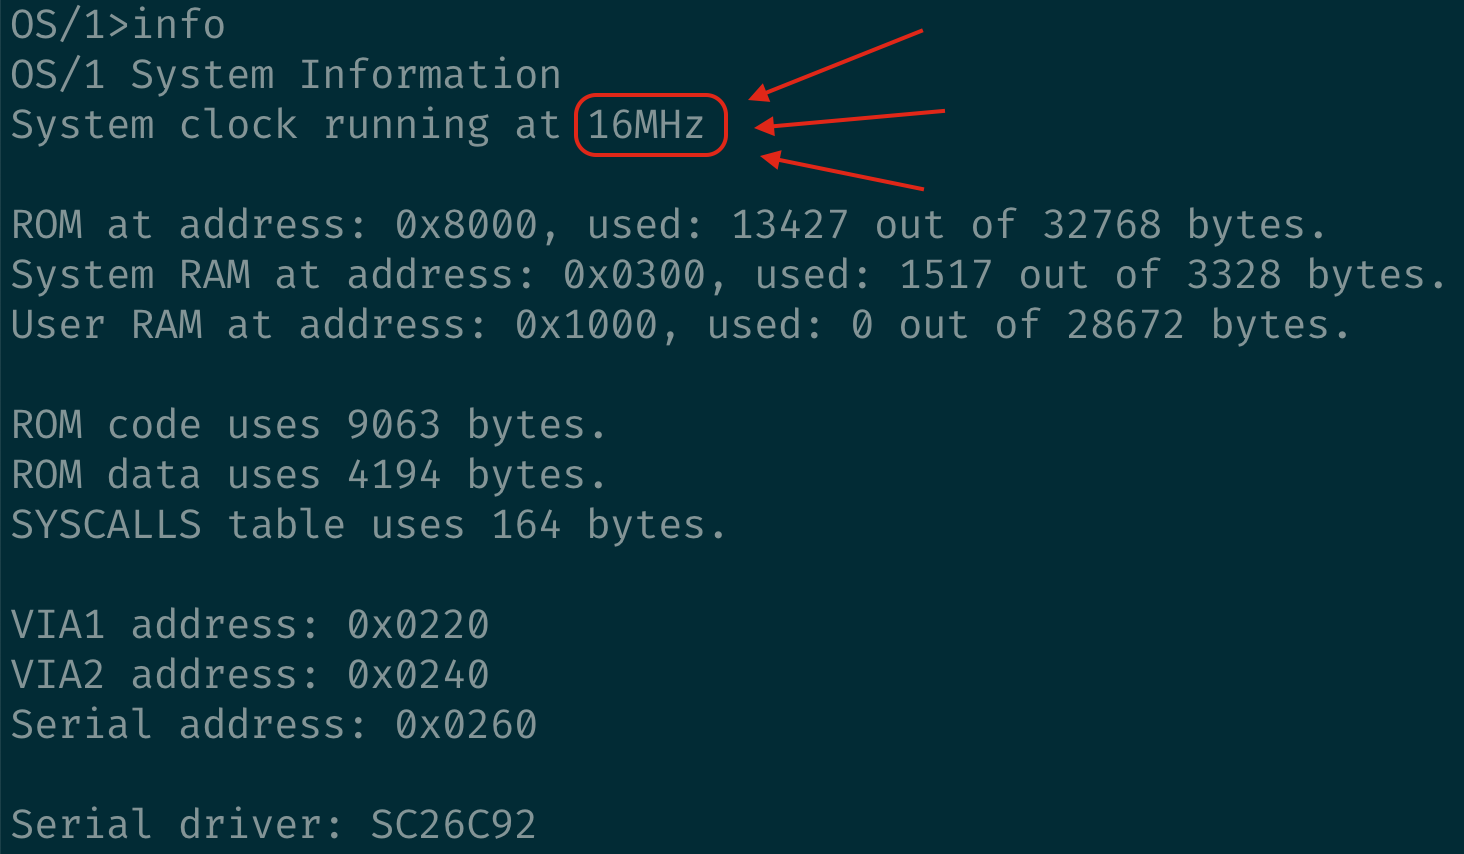 OS/1>info
OS/1 System Information
System clock running at 16MHz
ROM at address: 0x8000, used: 13427 out of 32768 bytes.
System RAM at address: 0x0300, used: 1517 out of 3328 bytes.
User RAM at address: 0x1000, used: 0 out of 28672 bytes.
ROM code uses 9063 bytes.
ROM data uses 4194 bytes.
SYSCALLS table uses 164 bytes.
VIA1 address: 0x0220
VIA2 address: 0x0240
Serial address: 0x0260
Serial driver: SC26C92